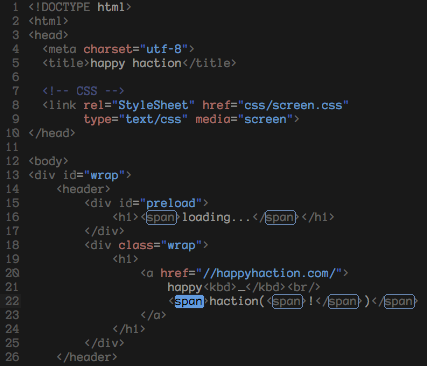 1 <!DOCTYPE html>
2 <html>
3 <head>
4 <meta charset="utf-8">
5 <title>happy haction</title>
6
7 <!-- CSS -->
8 <link rel="StyleSheet" href="css/screen.css"
9 type="text/css" media="screen">
10 </head>
11
12 <body>
13 <div id="wrap">
14 <header>
15 <div id="preload">
16 <h1><span>loading...</span></h1>
17 </div>
18 <div class="wrap">
19 <h1>
20 <a href="//happyhaction.com/">
21 happy<kbd>_</kbd><br/>
22 <span>haction(<span>!</span>)</span>
23 </a>
24 </h1>
25 </div>
26 </header>